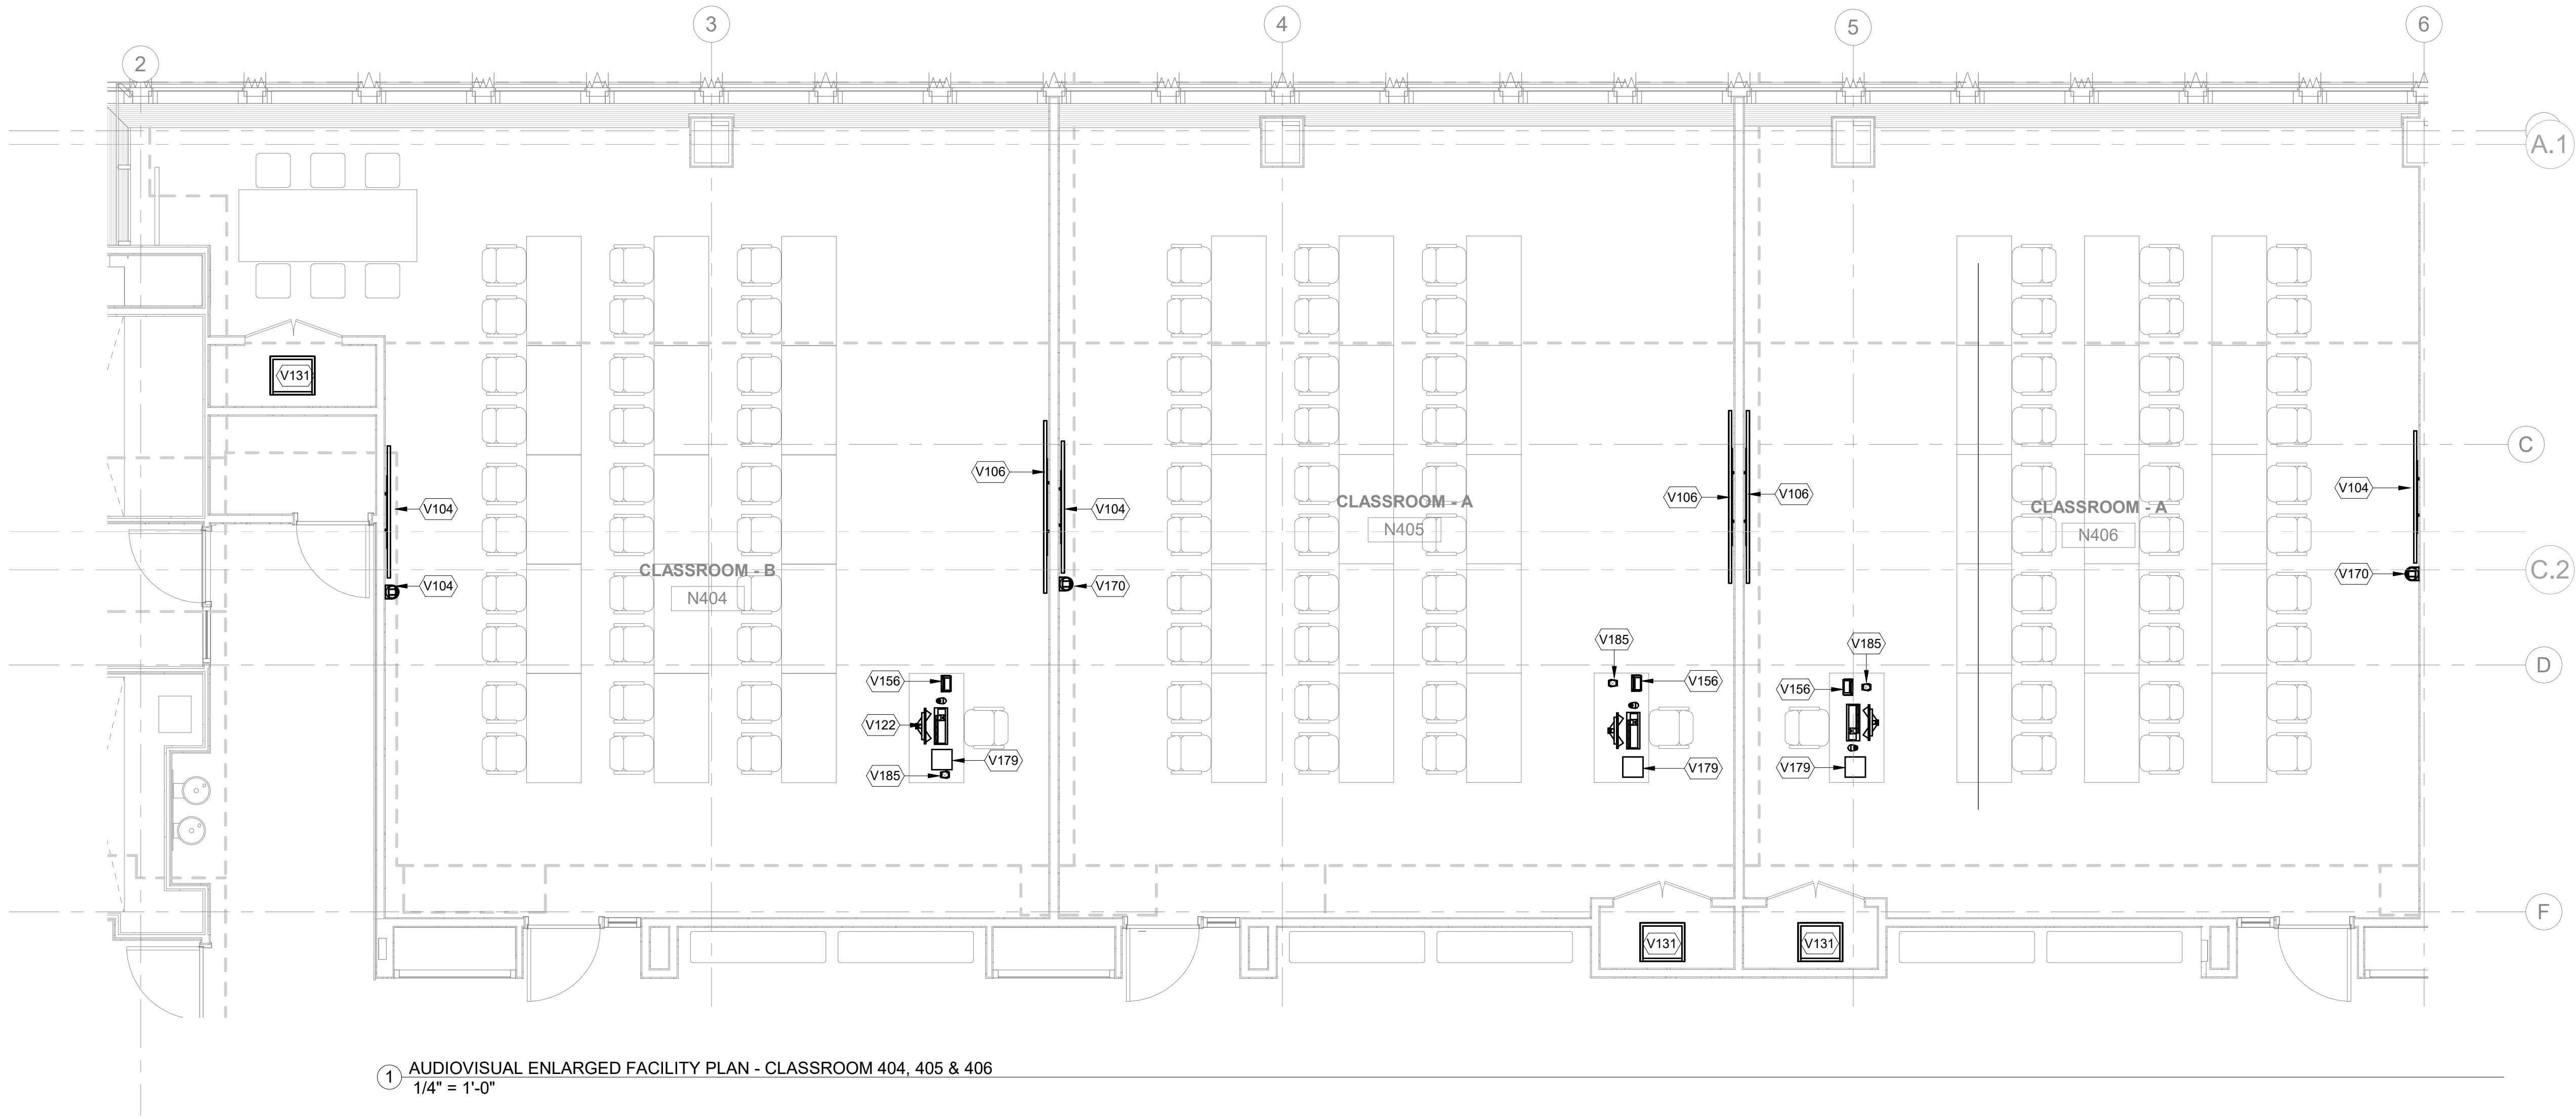 3
4
5
6
2
A.1
V131
C
V106
V104
V106
V106
V104
V104
V104
CLASSROOM - A
N405
CLASSROOM - A
N406
CLASSROOM - B
N404
C.2
V104
V170
V170
V185
V185
D
V156
V156
V156
V122
V179
V185
V179
V179
F
V131
V131
1
AUDIOVISUAL ENLARGED FACILITY PLAN - CLASSROOM 404, 405 & 406
1/4" = 1'-0"